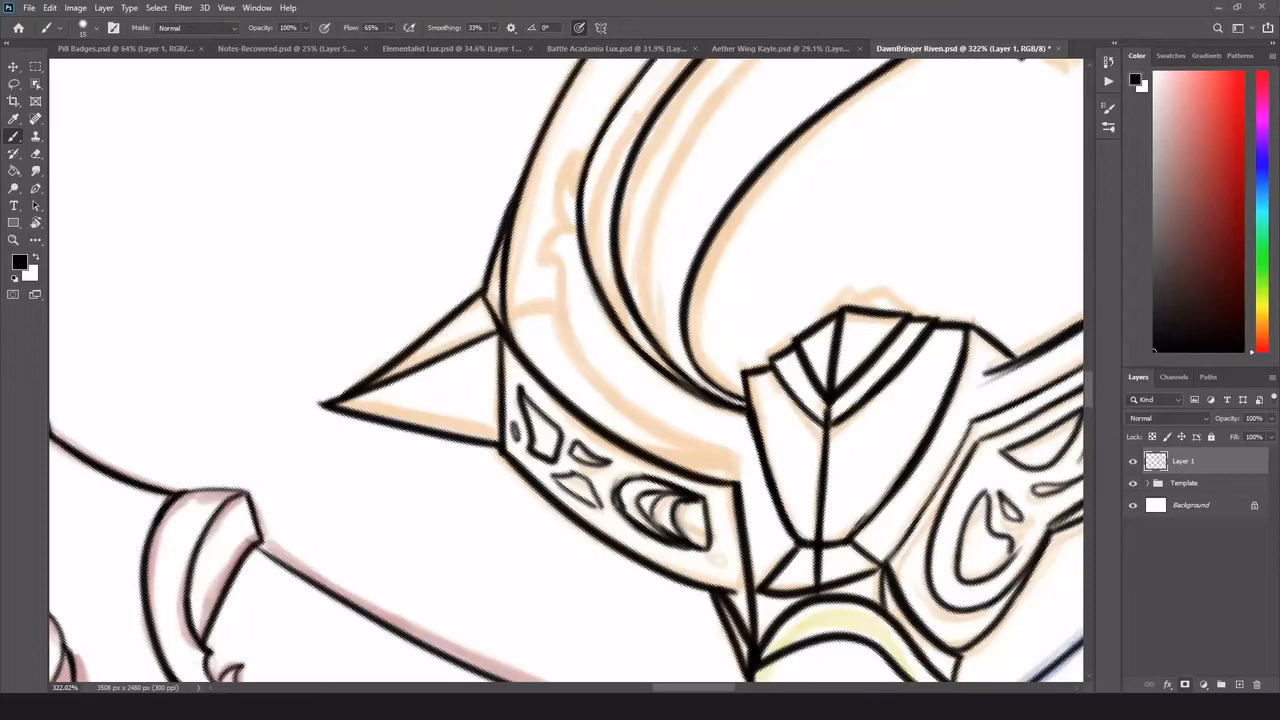 File Edit Image Layer Type Select Filter 3D View Window Help
15 Mode: Normal Opacity: 100% Flow: 65% Smoothing: 33% 0°
Pill Badges.psd @ 64% (Layer 1, RGB/... × Notes-Recovered.psd @ 25% (Layer 5,... × Elementalist Lux.psd @ 34.6% (Layer 1... × Battle Acadamia Lux.psd @ 31.9% (Lay... × Aether Wing Kayle.psd @ 29.1% (Layer... × DawnBringer Riven.psd @ 322% (Layer 1, RGB/8) * ×
Color Swatches Gradients Patterns
Layers Channels Paths
Kind
Normal Opacity: 100%
Lock: Fill: 100%
Layer 1
Template
Background
322.02% 3508 px x 2480 px (300 ppi)